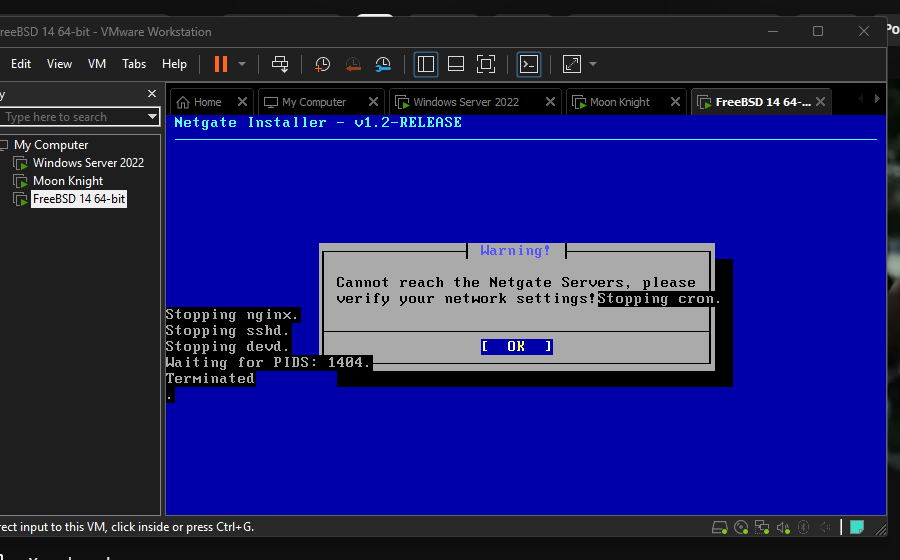 FreeBSD 14 64-bit - VMware Workstation
Edit View VM Tabs Help
Type here to search
Home
My Computer
Windows Server 2022
Moon Knight
FreeBSD 14 64-...
My Computer
Windows Server 2022
Moon Knight
FreeBSD 14 64-bit
Netgate Installer - v1.2-RELEASE
Warning!
Cannot reach the Netgate Servers, please
verify your network settings!Stopping cron.
Stopping nginx.
Stopping sshd.
Stopping devd.
[ OK ]
Waiting for PIDS: 1404.
Terminated
.
rect input to this VM, click inside or press Ctrl+G.